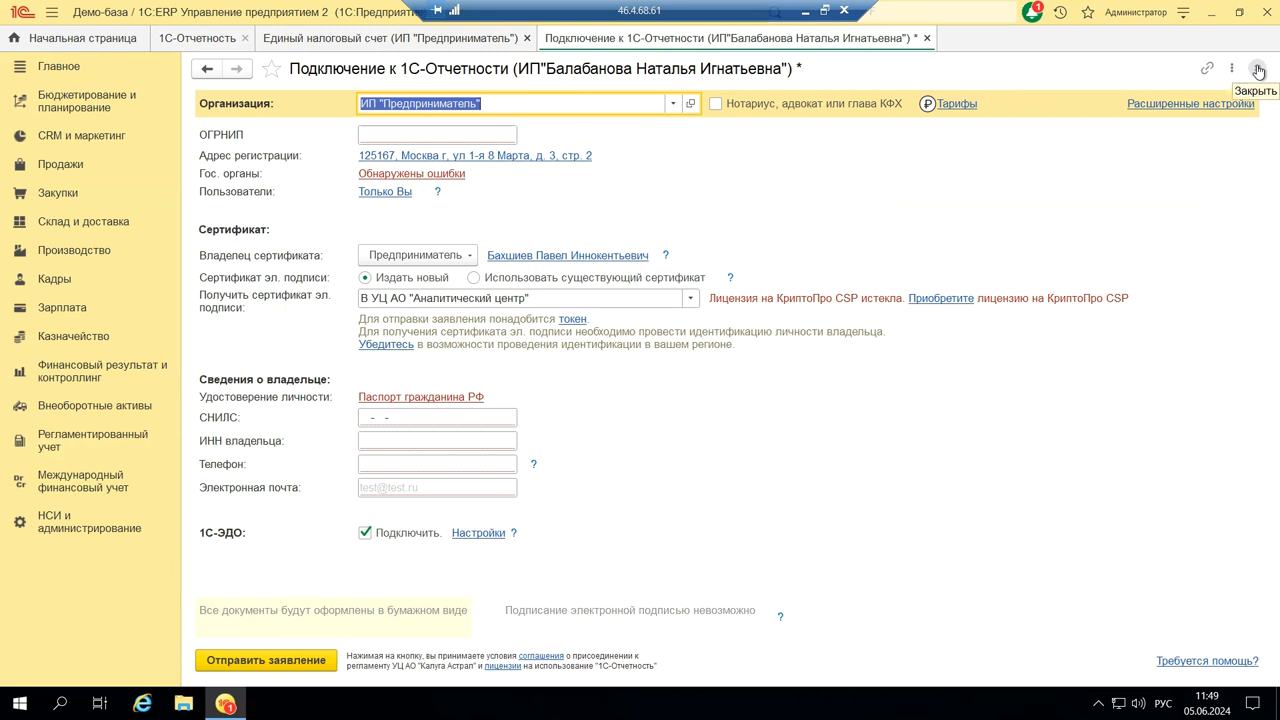 Демо-база / 1С:ERP Управление предприятием 2 (1С:Предприятие
46.4.68.61
1
Администратор
Начальная страница
1С-Отчетность ×
Единый налоговый счет (ИП "Предприниматель") ×
Подключение к 1С-Отчетности (ИП"Балабанова Наталья Игнатьевна") * ×
Главное
Бюджетирование и
планирование
CRM и маркетинг
Продажи
Закупки
Склад и доставка
Производство
Кадры
Зарплата
Казначейство
Финансовый результат и
контроллинг
Внеоборотные активы
Регламентированный
учет
Международный
финансовый учет
НСИ и
администрирование
Подключение к 1С-Отчетности (ИП"Балабанова Наталья Игнатьевна") *
Закрыть
Организация: ИП "Предприниматель" Нотариус, адвокат или глава КФХ Тарифы Расширенные настройки
ОГРНИП
Адрес регистрации: 125167, Москва г, ул 1-я 8 Марта, д. 3, стр. 2
Гос. органы: Обнаружены ошибки
Пользователи: Только Вы ?
Сертификат:
Владелец сертификата: Предприниматель Бахшиев Павел Иннокентьевич ?
Сертификат эл. подписи: Издать новый Использовать существующий сертификат ?
Получить сертификат эл.
подписи:
В УЦ АО "Аналитический центр" Лицензия на КриптоПро CSP истекла. Приобретите лицензию на КриптоПро CSP
Для отправки заявления понадобится токен.
Для получения сертификата эл. подписи необходимо провести идентификацию личности владельца.
Убедитесь в возможности проведения идентификации в вашем регионе.
Сведения о владельце:
Удостоверение личности: Паспорт гражданина РФ
СНИЛС: - -
ИНН владельца:
Телефон: ?
Электронная почта: test@test.ru
1С-ЭДО: Подключить. Настройки ?
Все документы будут оформлены в бумажном виде Подписание электронной подписью невозможно ?
Отправить заявление
Нажимая на кнопку, вы принимаете условия соглашения о присоединении к
регламенту УЦ АО "Калуга Астрал" и лицензии на использование "1С-Отчетность"
Требуется помощь?
1
РУС
11:49
05.06.2024